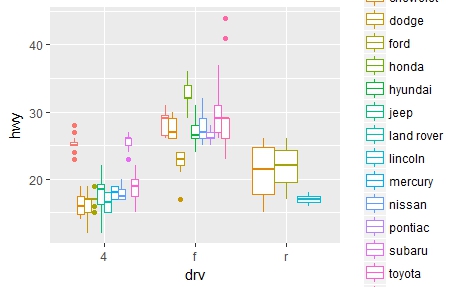 dodge
40
ford
honda
hyundai
hwy
30
jeep
land rover
lincoln
20
mercury
nissan
pontiac
subaru
4
f
r
toyota
drv